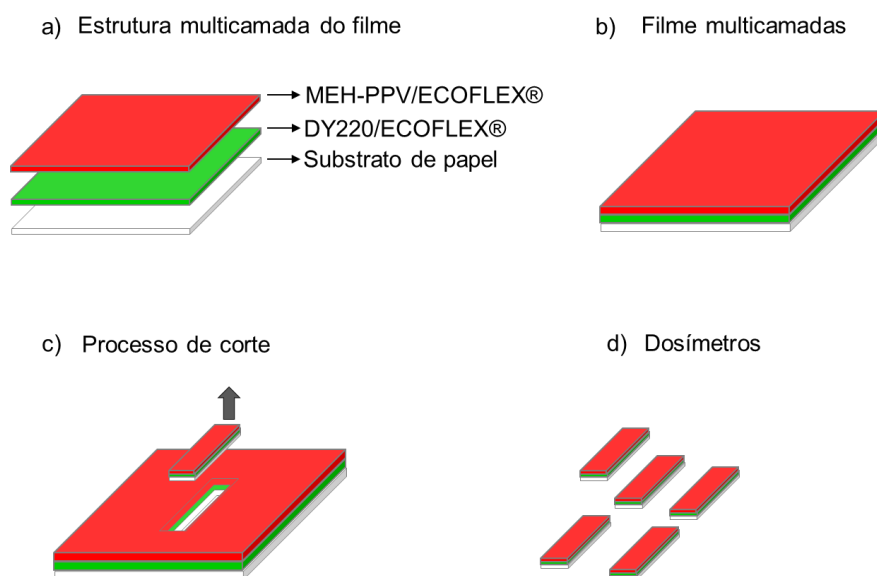 a) Estrutura multicamada do filme
b) Filme multicamadas
MEH-PPV/ECOFLEX®
DY220/ECOFLEX®
Substrato de papel
c) Processo de corte
d) Dosímetros